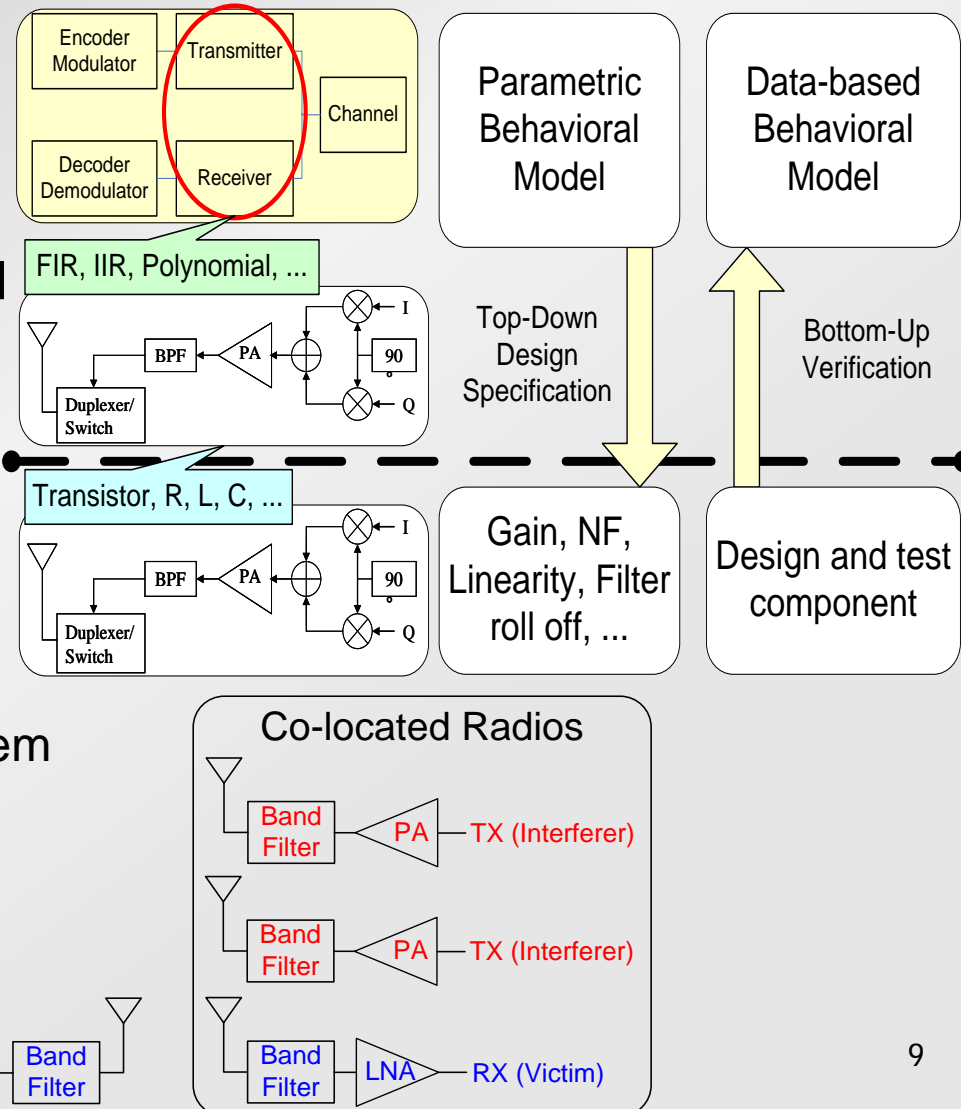 Encoder
Modulator
Transmitter
Channel
Decoder
Demodulator
Receiver
Parametric
Behavioral
Model
Data-based
Behavioral
Model
FIR, IIR, Polynomial, ...
I
BPF
PA
90
°
Q
Duplexer/
Switch
Top-Down
Design
Specification
Bottom-Up
Verification
Transistor, R, L, C, ...
I
BPF
PA
90
°
Q
Duplexer/
Switch
Gain, NF,
Linearity, Filter
roll off, ...
Design and test
component
em
Co-located Radios
Band
Filter
PA
TX (Interferer)
Band
Filter
PA
TX (Interferer)
Band
Filter
Band
Filter
LNA
RX (Victim)
9